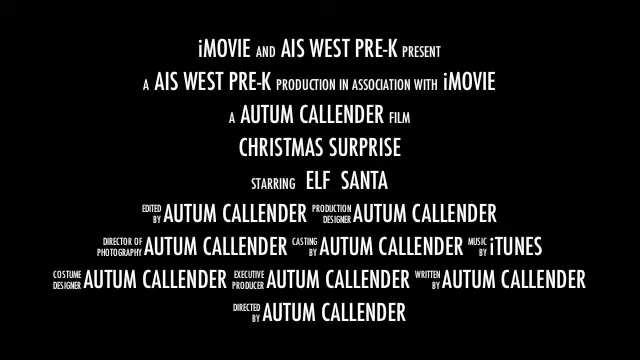 iMOVIE AND AIS WEST PRE-K PRESENT
A AIS WEST PRE-K PRODUCTION IN ASSOCIATION WITH iMOVIE
A AUTUM CALLENDER FILM
CHRISTMAS SURPRISE
STARRING ELF SANTA
EDITED BY AUTUM CALLENDER PRODUCTION DESIGNER AUTUM CALLENDER
DIRECTOR OF PHOTOGRAPHY AUTUM CALLENDER CASTING BY AUTUM CALLENDER MUSIC BY iTUNES
COSTUME DESIGNER AUTUM CALLENDER EXECUTIVE PRODUCER AUTUM CALLENDER WRITTEN BY AUTUM CALLENDER
DIRECTED BY AUTUM CALLENDER